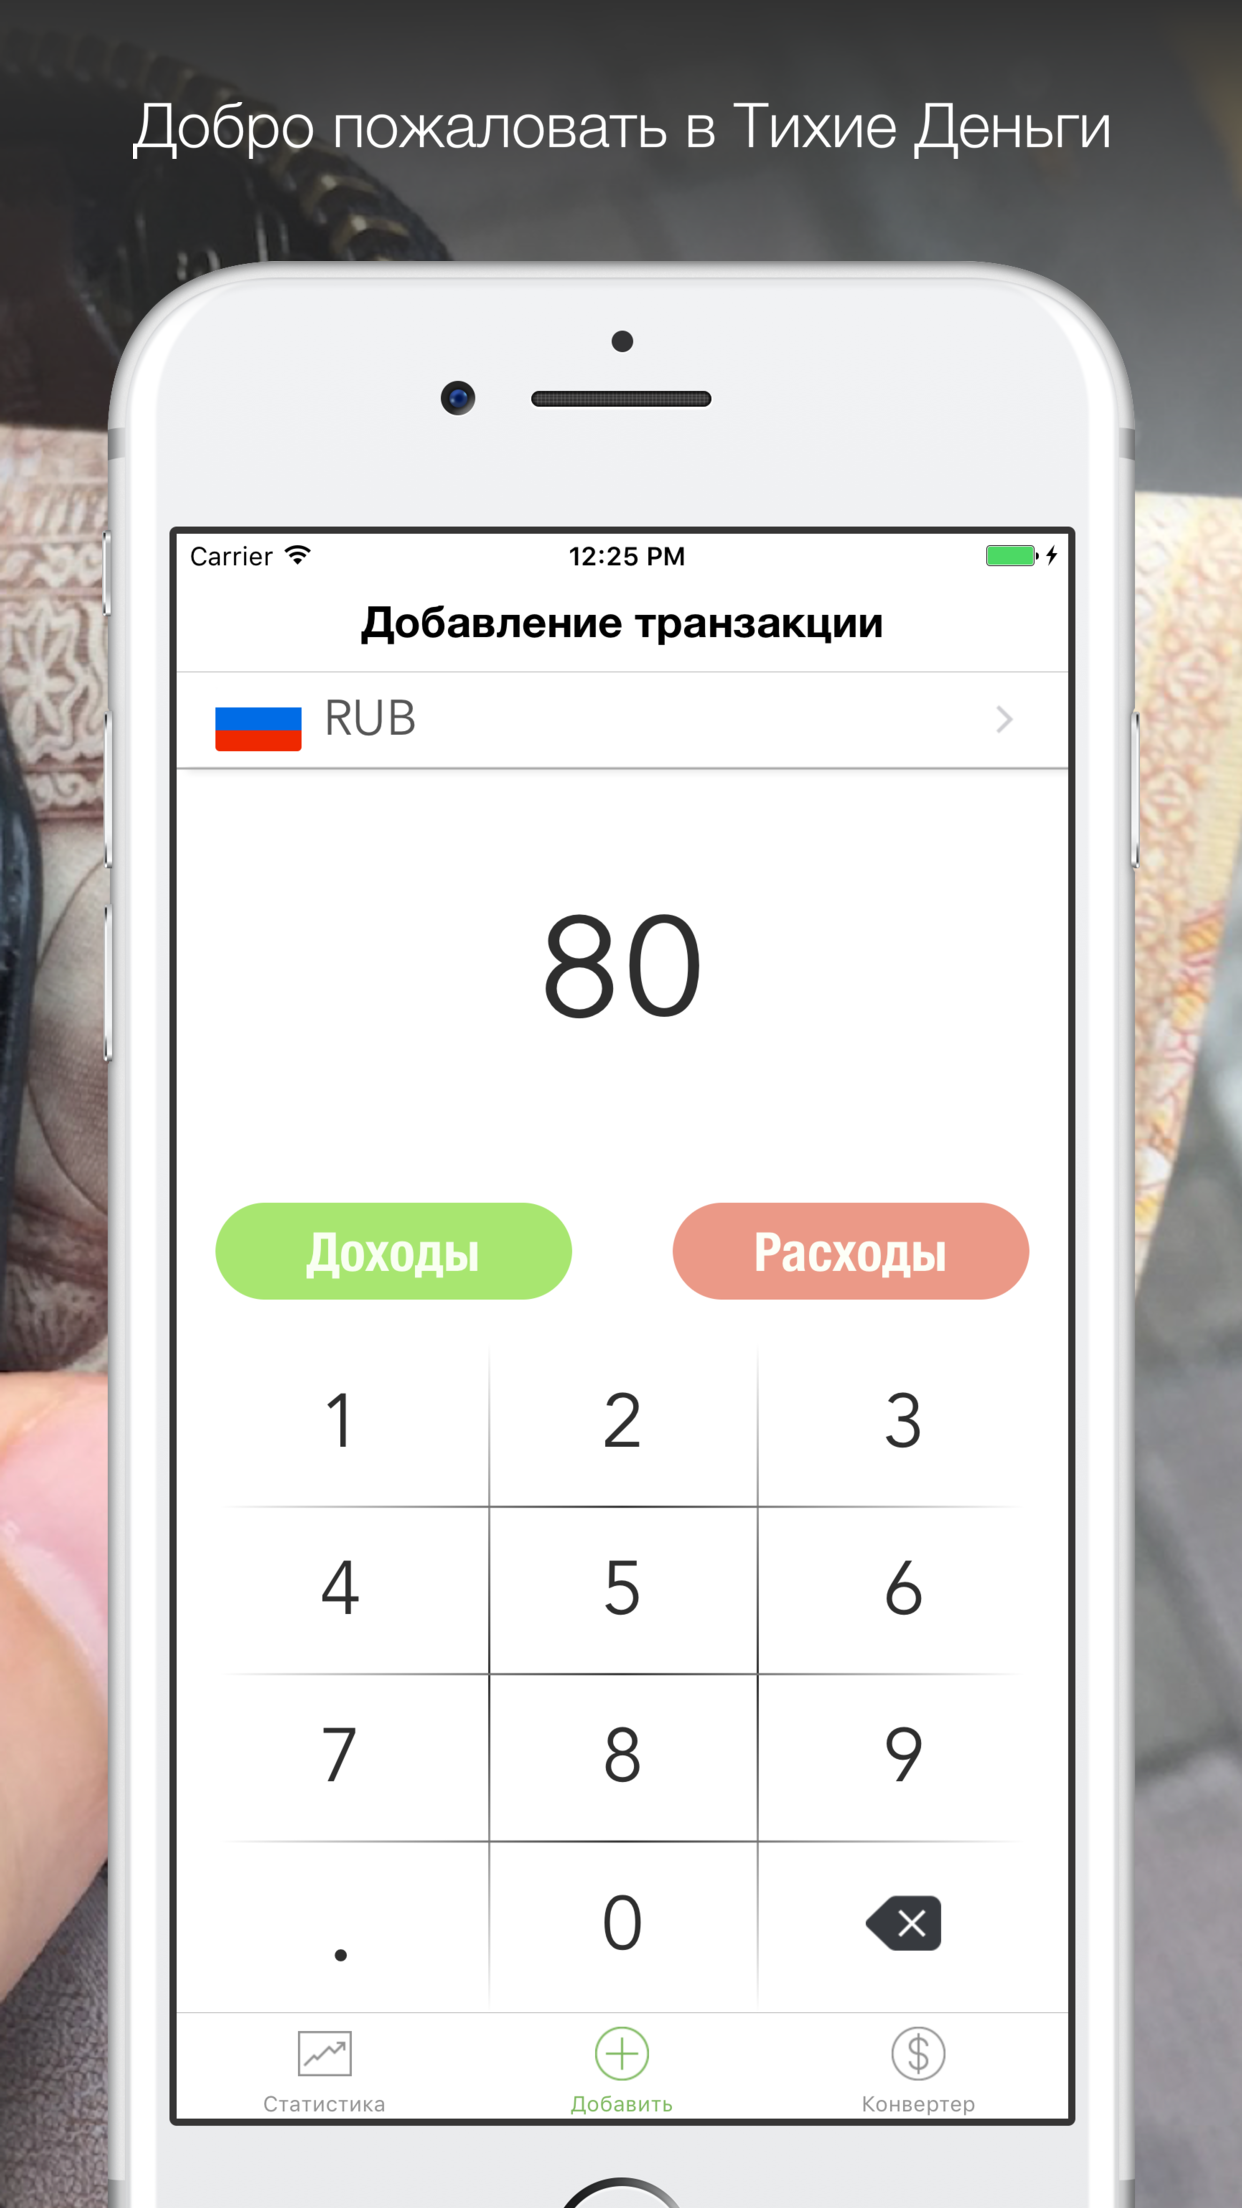 Добро пожаловать в Тихие Деньги
Carrier 12:25 PM
Добавление транзакции
RUB
80
Доходы Расходы
1 2 3
4 5 6
7 8 9
. 0
Статистика Добавить Конвертер